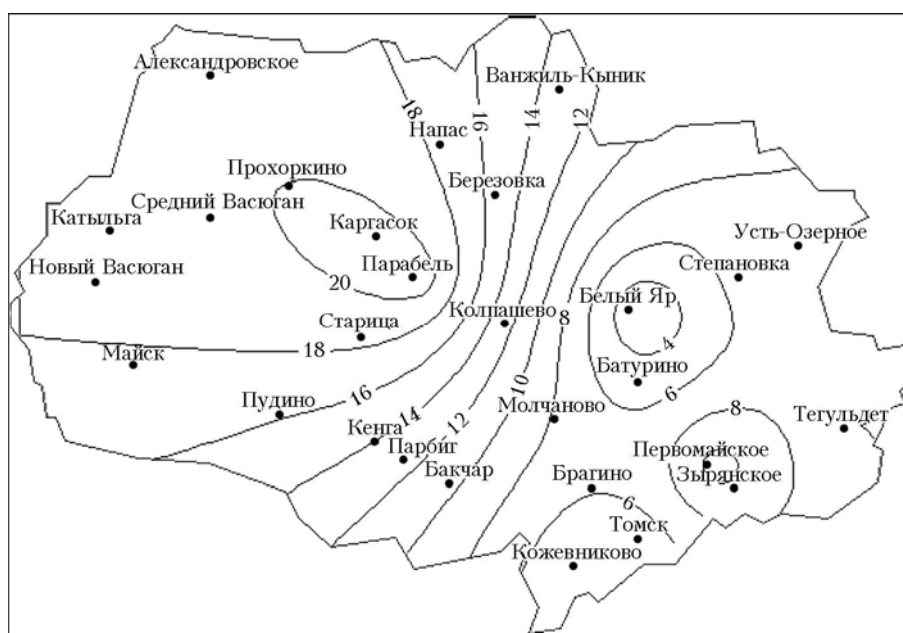 Александровское
Ванжиль-Кыник
18
16
14
12
Напас
Прохоркино
Березовка
Средний Васюган
Катыльга
Каргасок
Усть-Озерное
Новый Васюган
Парабель
Степановка
20
Белый Яр
Старица
Колпашево
8
18
Майск
4
Батурино
16
10
6
Пудино
Молчаново
14
12
8
Тегульдет
Кенга
Парбиг
Первомайское
Бакчар
Брагино
Зырянское
6
Томск
Кожевниково